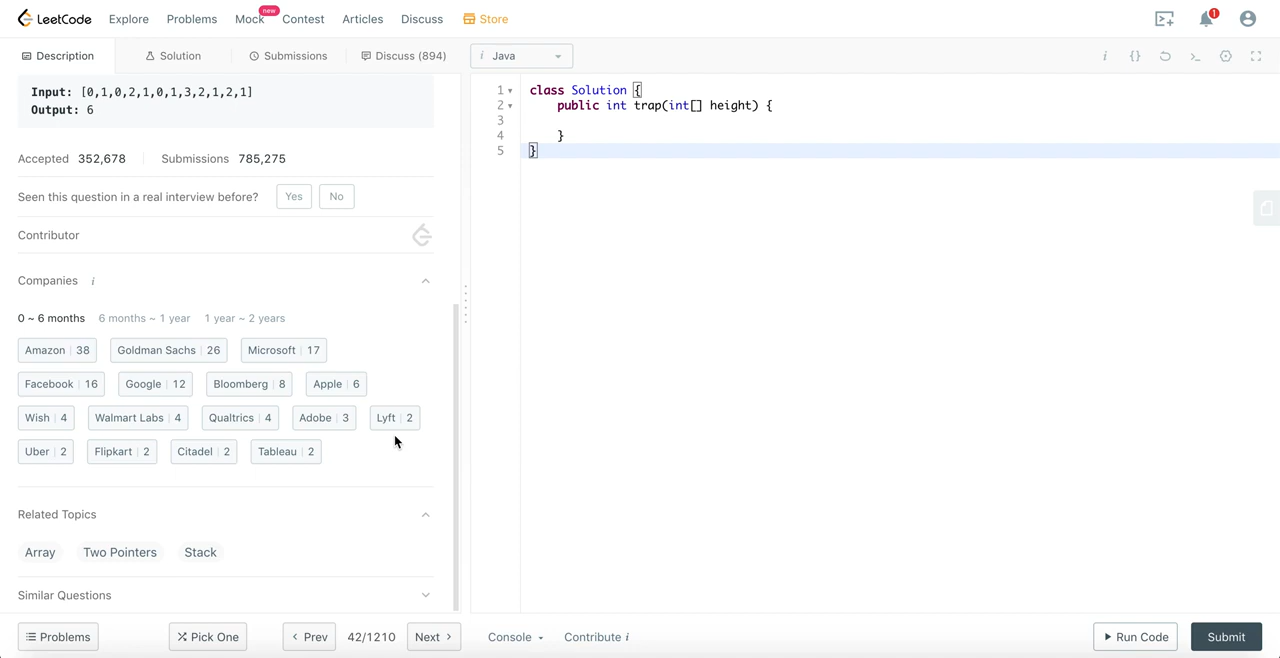 LeetCode Explore Problems Mock new Contest Articles Discuss Store 1
Description Solution Submissions Discuss (894) i Java i {}
Input: [0,1,0,2,1,0,1,3,2,1,2,1]
Output: 6
Accepted 352,678 Submissions 785,275
Seen this question in a real interview before? Yes No
Contributor
Companies i
0 ~ 6 months 6 months ~ 1 year 1 year ~ 2 years
Amazon | 38 Goldman Sachs | 26 Microsoft | 17
Facebook | 16 Google | 12 Bloomberg | 8 Apple | 6
Wish | 4 Walmart Labs | 4 Qualtrics | 4 Adobe | 3 Lyft | 2
Uber | 2 Flipkart | 2 Citadel | 2 Tableau | 2
Related Topics
Array Two Pointers Stack
Similar Questions
1 class Solution {
2 public int trap(int[] height) {
3
4 }
5 }
Problems Pick One Prev 42/1210 Next Console Contribute i Run Code Submit